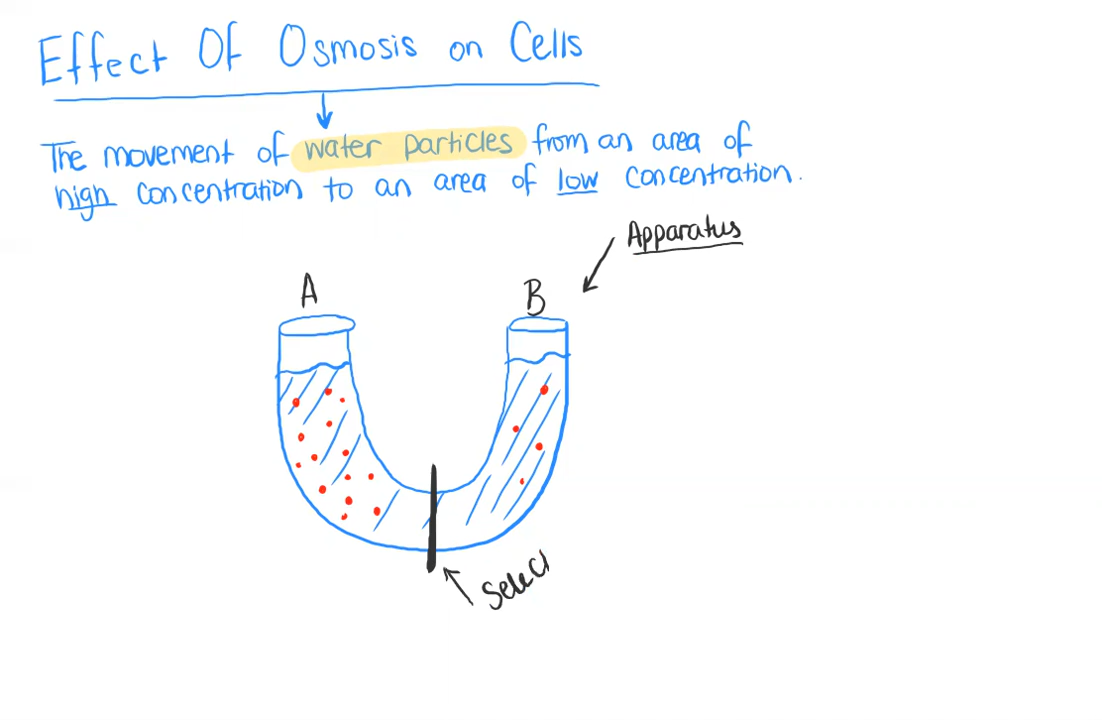 Effect Of Osmosis on Cells
The movement of water particles from an area of
high concentration to an area of low concentration.
Apparatus
A
B
Select